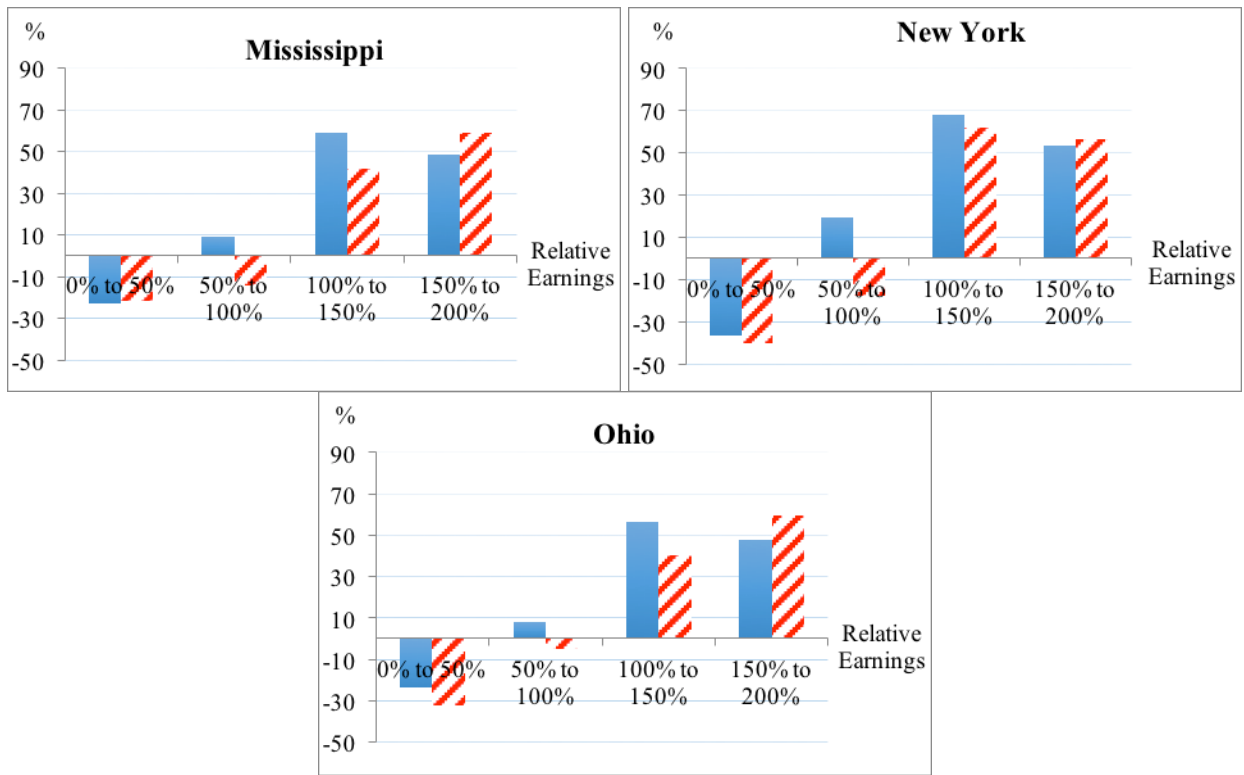 %
Mississippi
90
70
50
30
10
-10
-30
-50
0% to 50%
50% to
100%
100% to
150%
150% to
200%
Relative
Earnings
%
New York
90
70
50
30
10
-10
-30
-50
0% to 50%
50% to
100%
100% to
150%
150% to
200%
Relative
Earnings
%
Ohio
90
70
50
30
10
-10
-30
-50
0% to 50%
50% to
100%
100% to
150%
150% to
200%
Relative
Earnings